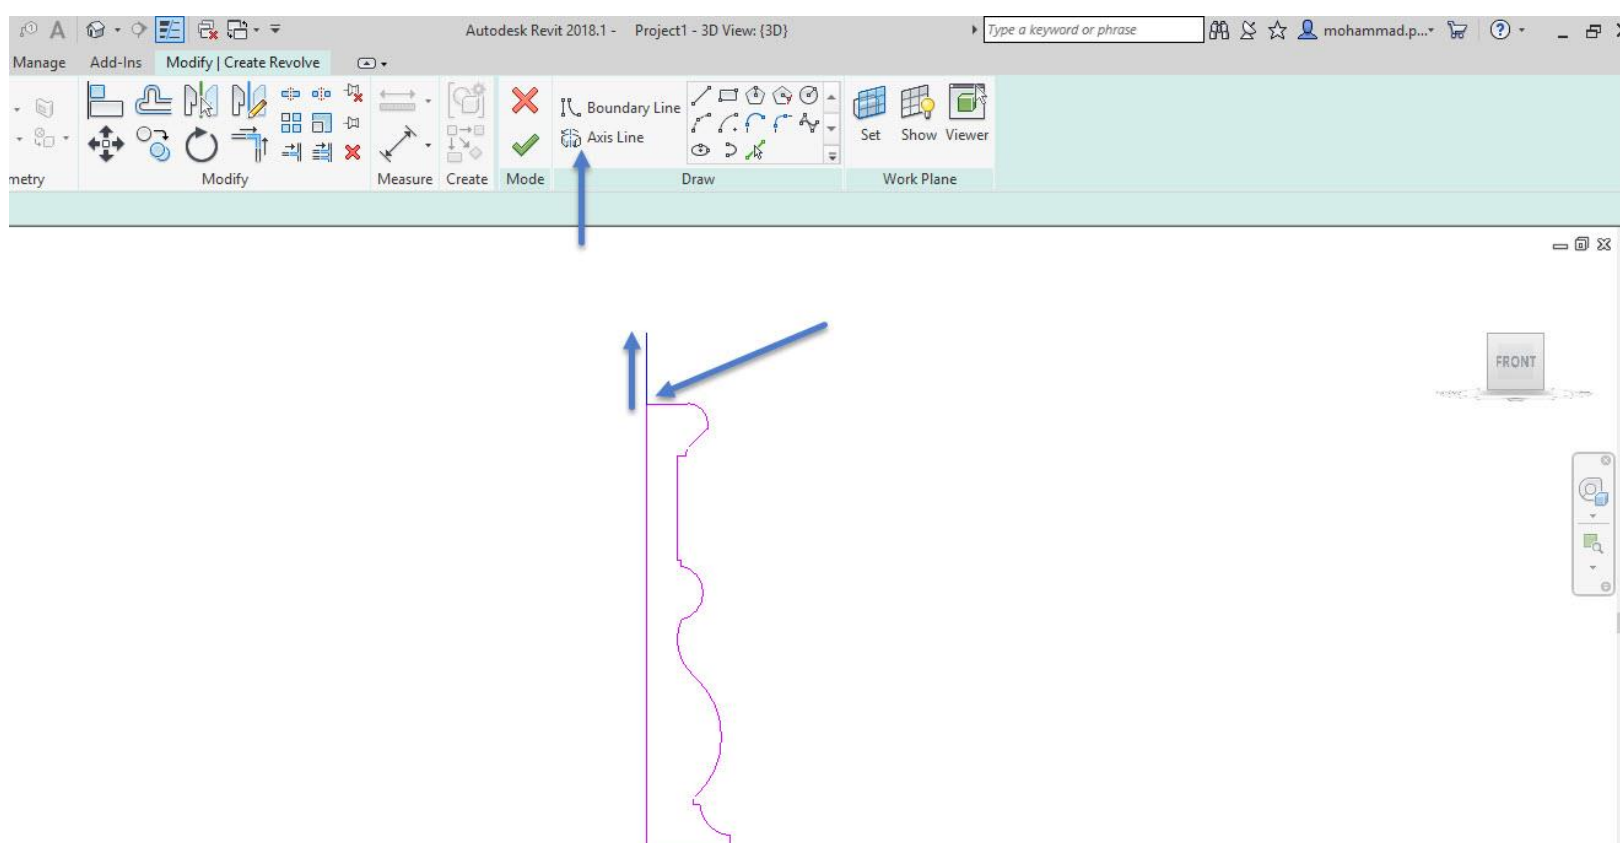 A
Autodesk Revit 2018.1 - Project1 - 3D View: {3D}
Type a keyword or phrase
mohammad.p...
?
Manage Add-Ins Modify | Create Revolve
Boundary Line
Axis Line
Set Show Viewer
metry Modify Measure Create Mode Draw Work Plane
FRONT